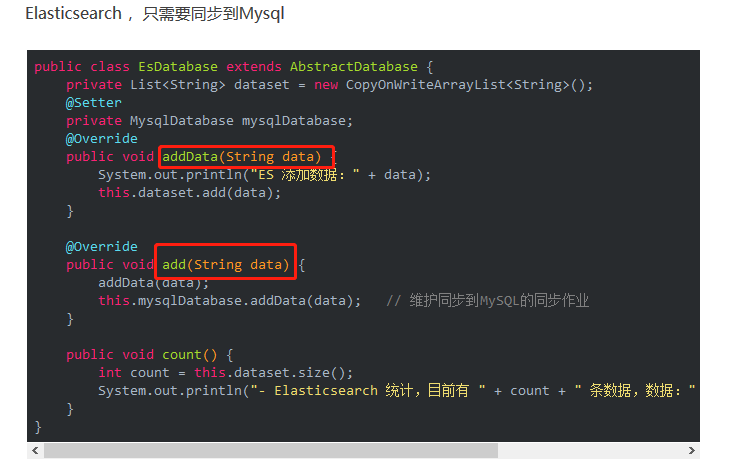 Elasticsearch ，只需要同步到Mysql
public class EsDatabase extends AbstractDatabase {
    private List<String> dataset = new CopyOnWriteArrayList<String>();
    @Setter
    private MysqlDatabase mysqlDatabase;
    @Override
    public void addData(String data) {
        System.out.println("ES 添加数据：" + data);
        this.dataset.add(data);
    }
    @Override
    public void add(String data) {
        addData(data);
        this.mysqlDatabase.addData(data);   // 维护同步到MySQL的同步作业
    }
    public void count() {
        int count = this.dataset.size();
        System.out.println("- Elasticsearch 统计，目前有 " + count + " 条数据，数据："
    }
}